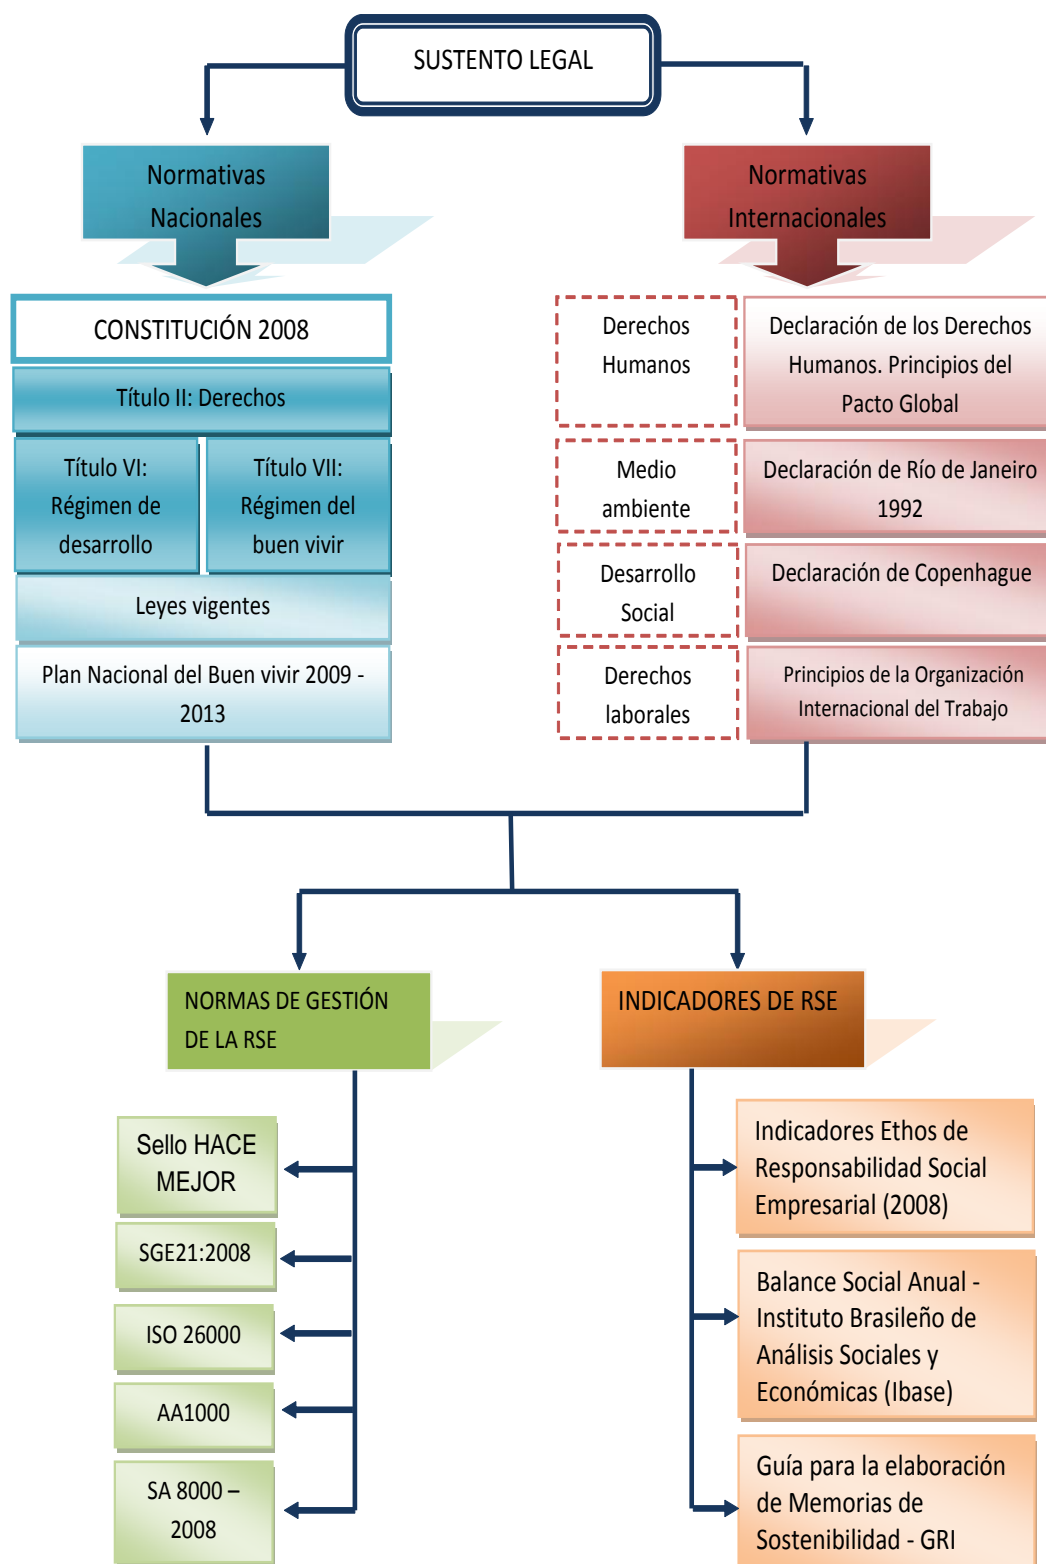 SUSTENTO LEGAL
Normativas
Nacionales
Normativas
Internacionales
CONSTITUCIÓN 2008
Título II: Derechos
Título VI:
Régimen de
desarrollo
Título VII:
Régimen del
buen vivir
Leyes vigentes
Plan Nacional del Buen vivir 2009 -
2013
Derechos
Humanos
Declaración de los Derechos
Humanos. Principios del
Pacto Global
Medio
ambiente
Declaración de Río de Janeiro
1992
Desarrollo
Social
Declaración de Copenhague
Derechos
laborales
Principios de la Organización
Internacional del Trabajo
NORMAS DE GESTIÓN
DE LA RSE
Sello HACE
MEJOR
SGE21:2008
ISO 26000
AA1000
SA 8000 –
2008
INDICADORES DE RSE
Indicadores Ethos de
Responsabilidad Social
Empresarial (2008)
Balance Social Anual -
Instituto Brasileño de
Análisis Sociales y
Económicas (Ibase)
Guía para la elaboración
de Memorias de
Sostenibilidad - GRI